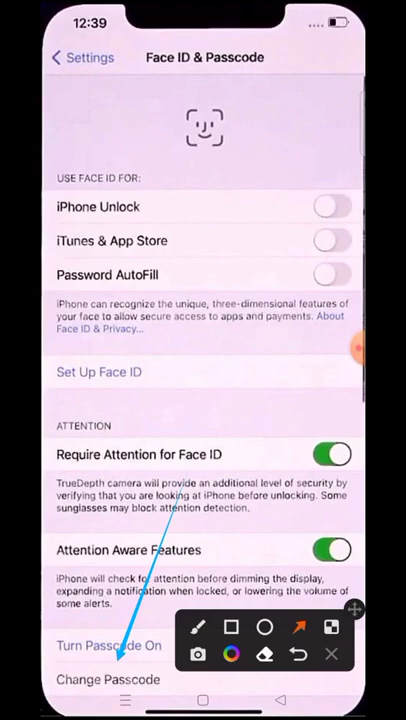 12:39
Settings
Face ID & Passcode
USE FACE ID FOR:
iPhone Unlock
iTunes & App Store
Password AutoFill
iPhone can recognize the unique, three-dimensional features of
your face to allow secure access to apps and payments. About
Face ID & Privacy...
Set Up Face ID
ATTENTION
Require Attention for Face ID
TrueDepth camera will provide an additional level of security by
verifying that you are looking at iPhone before unlocking. Some
sunglasses may block attention detection.
Attention Aware Features
iPhone will check for attention before dimming the display,
expanding a notification when locked, or lowering the volume of
some alerts.
Turn Passcode On
Change Passcode